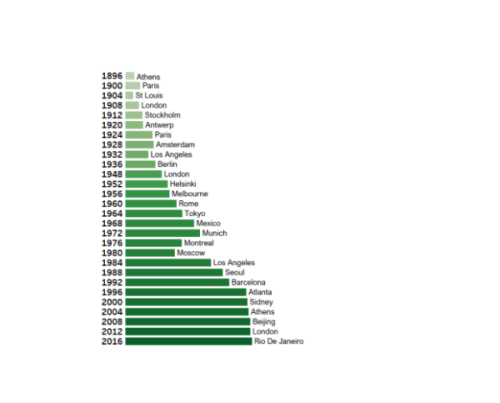 1896 Athens
1900 Paris
1904 St Louis
1908 London
1912 Stockholm
1920 Antwerp
1924 Paris
1928 Amsterdam
1932 Los Angeles
1936 Berlin
1948 London
1952 Helsinki
1956 Melbourne
1960 Rome
1964 Tokyo
1968 Mexico
1972 Munich
1976 Montreal
1980 Moscow
1984 Los Angeles
1988 Seoul
1992 Barcelona
1996 Atlanta
2000 Sidney
2004 Athens
2008 Beijing
2012 London
2016 Rio De Janeiro